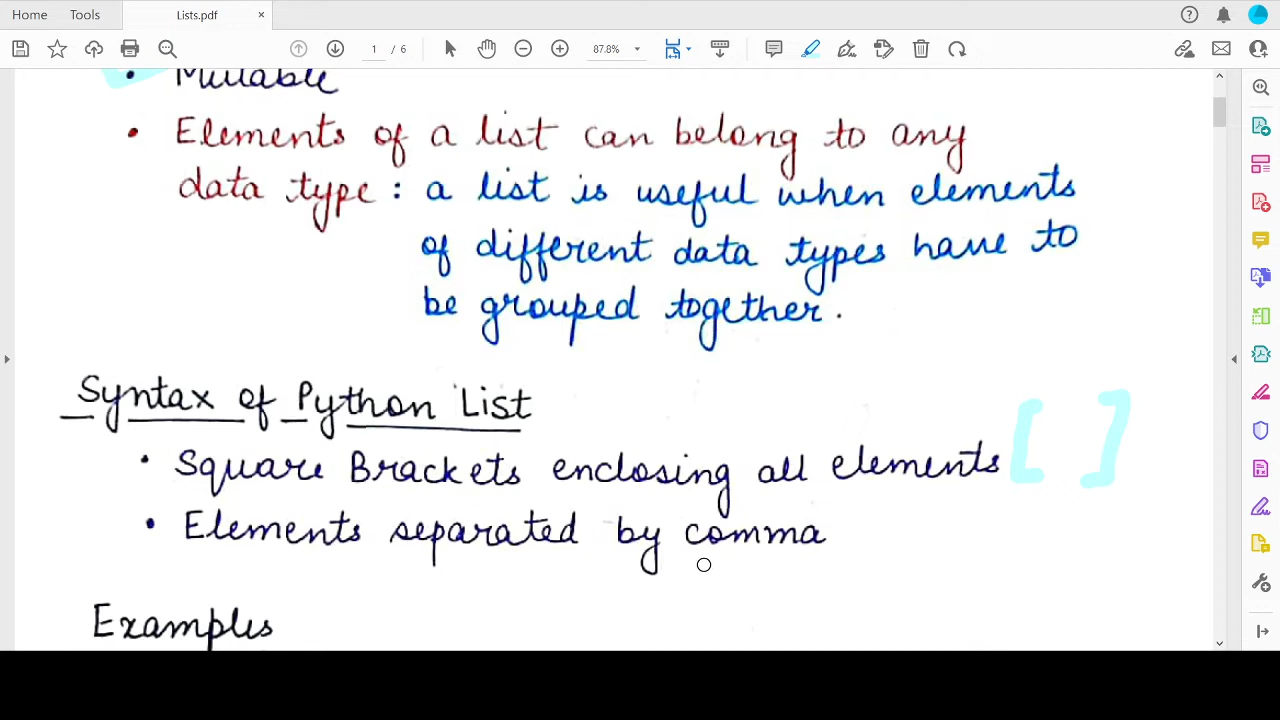 Home Tools Lists.pdf ×
1 / 6 87.8%
• Mutable
• Elements of a list can belong to any
data type : a list is useful when elements
of different data types have to
be grouped together.
Syntax of Python List
• Square Brackets enclosing all elements [ ]
• Elements separated by comma
Examples